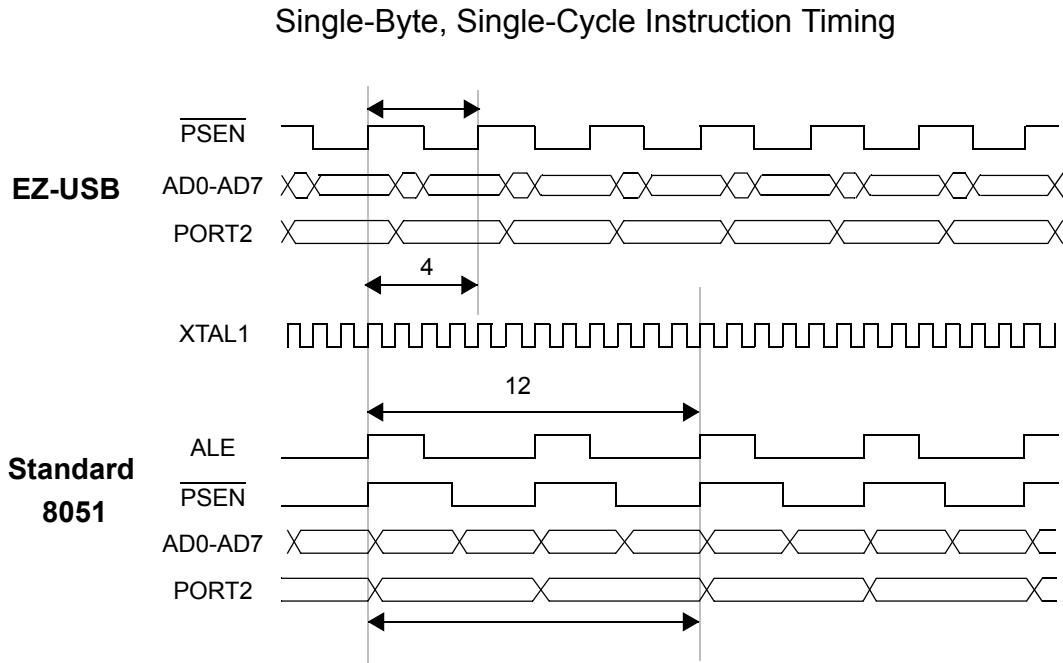 Single-Byte, Single-Cycle Instruction Timing
PSEN
EZ-USB
AD0-AD7
PORT2
4
XTAL1
12
ALE
Standard
8051
PSEN
AD0-AD7
PORT2